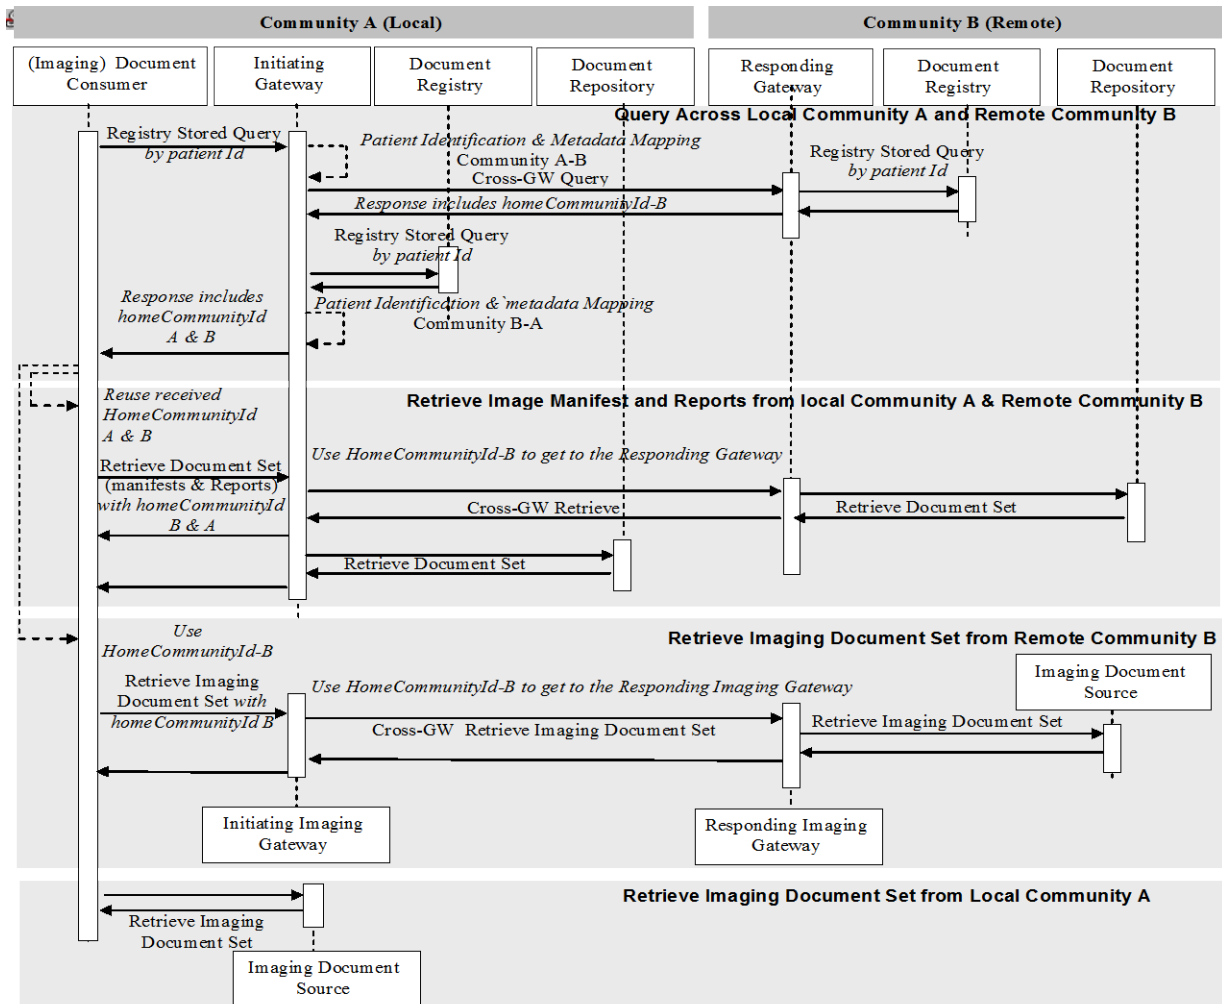 Community A (Local)
Community B (Remote)
(Imaging) Document
Consumer
Initiating
Gateway
Document
Registry
Document
Repository
Responding
Gateway
Document
Registry
Document
Repository
Query Across Local Community A and Remote Community B
Registry Stored Query
by patient Id
Patient Identification & Metadata Mapping
Community A-B
Cross-GW Query
Response includes homeCommunityId-B
Registry Stored Query
by patient Id
Registry Stored Query
by patient Id
Response includes
homeCommunityId
A & B
Patient Identification &`metadata Mapping
Community B-A
Reuse received
HomeCommunityId
A & B
Retrieve Image Manifest and Reports from local Community A & Remote Community B
Retrieve Document Set
(manifests & Reports)
with homeCommunityId
B & A
Use HomeCommunityId-B to get to the Responding Gateway
Cross-GW Retrieve
Retrieve Document Set
Retrieve Document Set
Use
HomeCommunityId-B
Retrieve Imaging Document Set from Remote Community B
Imaging Document
Source
Retrieve Imaging
Document Set with
homeCommunityId B
Use HomeCommunityId-B to get to the Responding Imaging Gateway
Cross-GW Retrieve Imaging Document Set
Retrieve Imaging Document Set
Initiating Imaging
Gateway
Responding Imaging
Gateway
Retrieve Imaging Document Set from Local Community A
Retrieve Imaging
Document Set
Imaging Document
Source